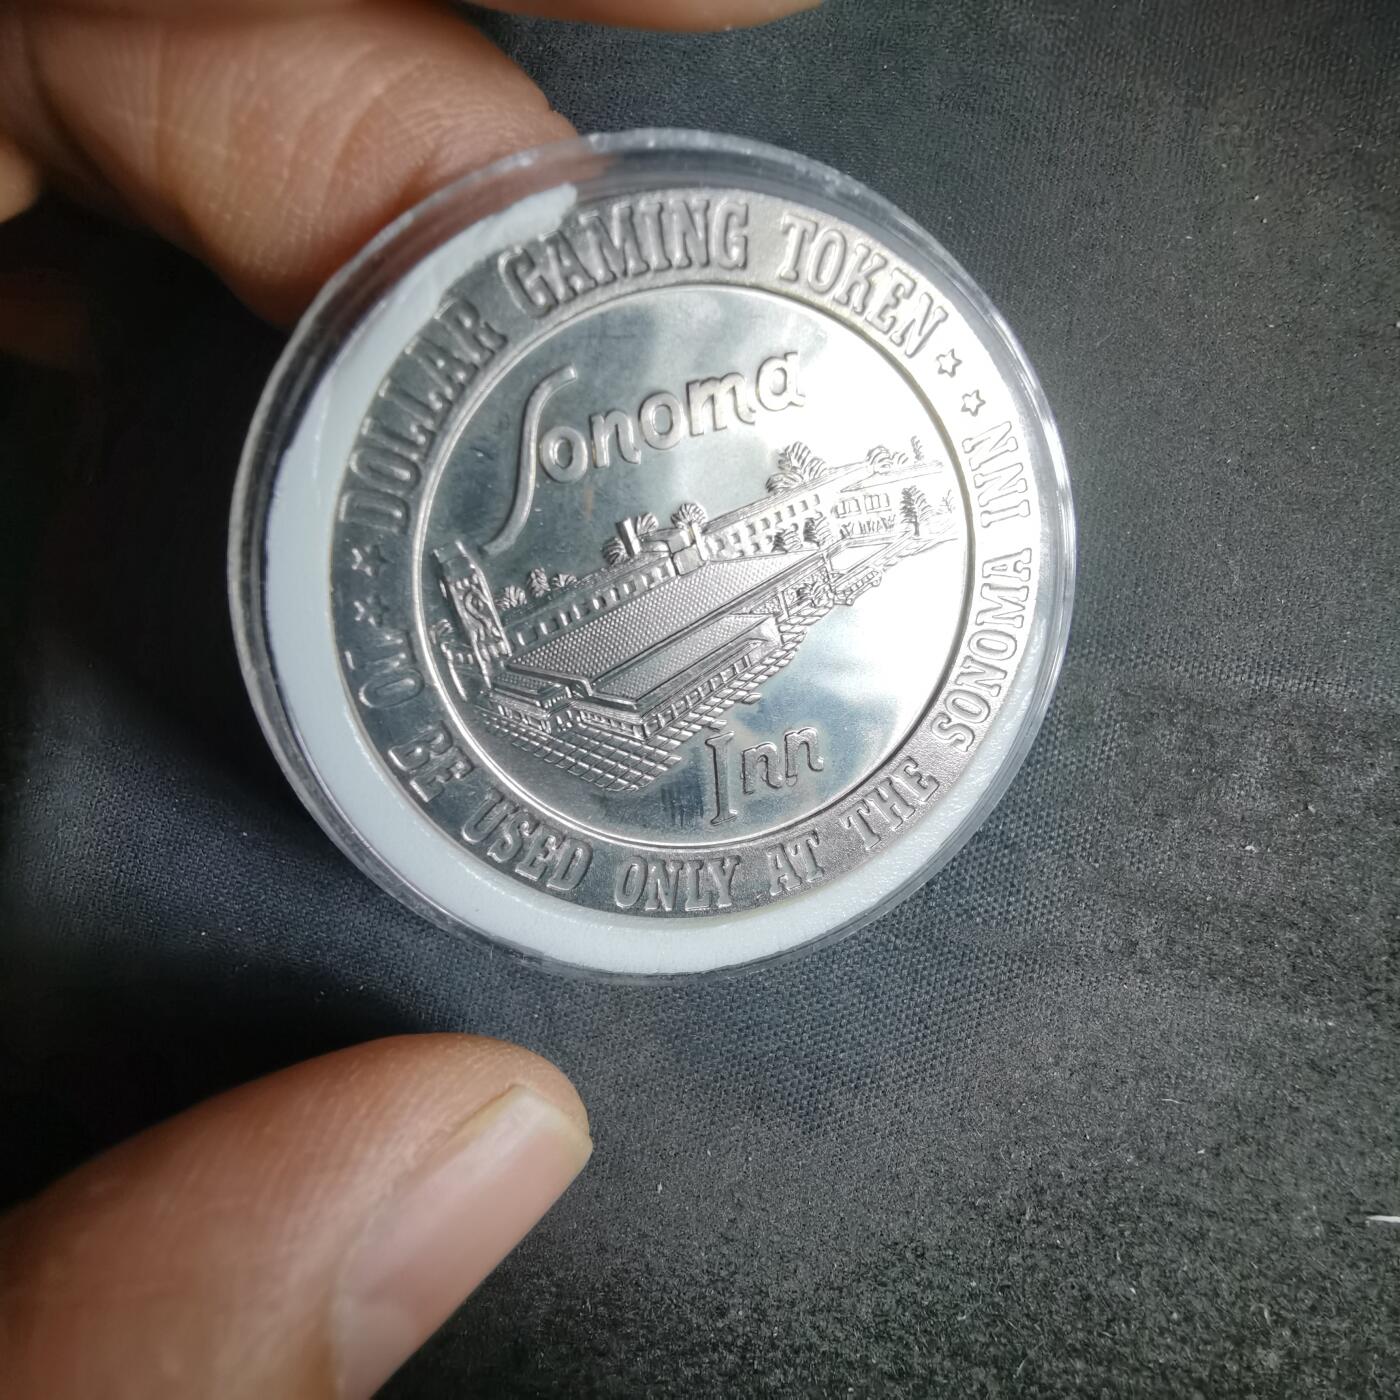 DOLLAR GAMING TOKEN
Sonoma
Inn
TO BE USED ONLY AT THE SONOMA INN